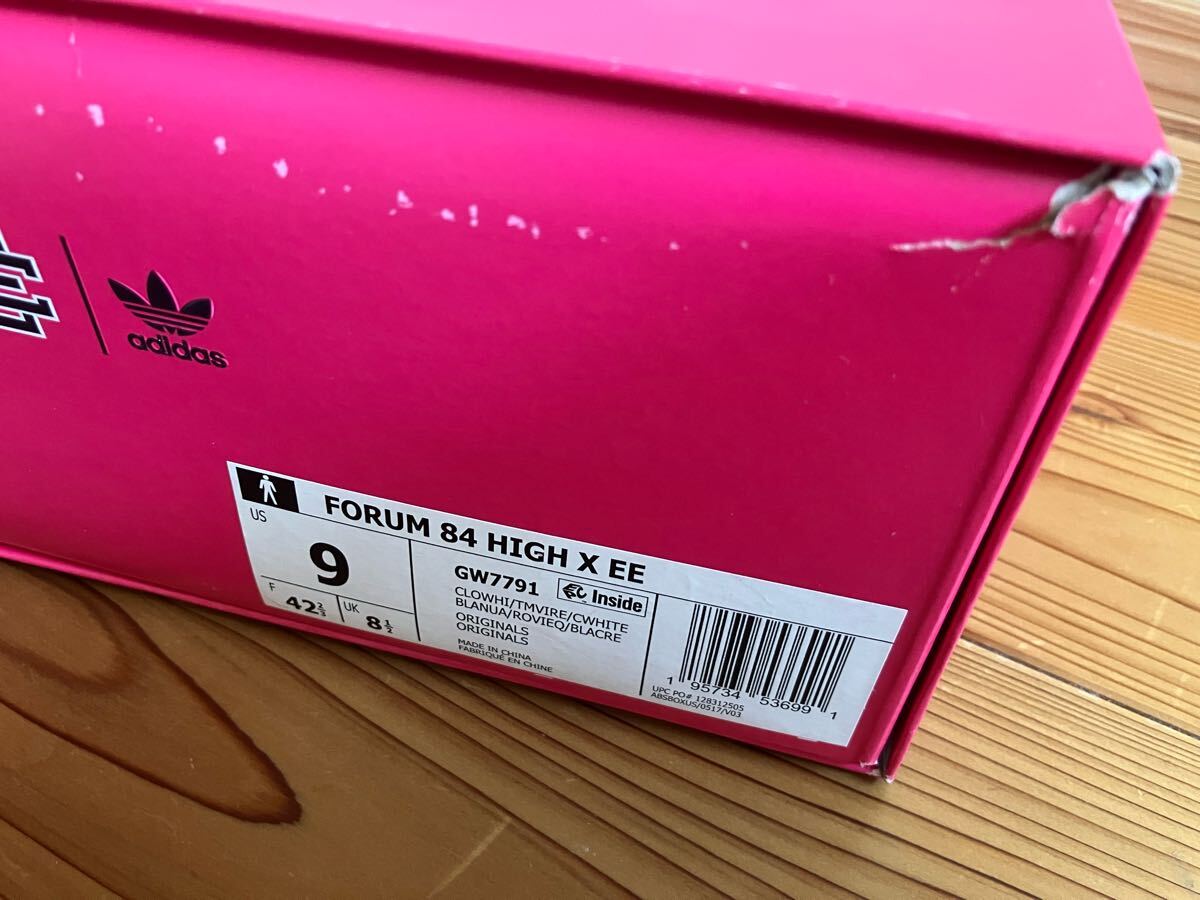 adidas
FORUM 84 HIGH X EE
US
9
F
42⅔
UK
8½
GW7791
Inside
CLOWHI/TMVIRE/CWHITE
BLANUA/ROVIEQ/BLACRE
ORIGINALS
ORIGINALS
MADE IN CHINA
FABRIQUÉ EN CHINE
1 95734 53699 1
UPC PO# 128312505
ABSBOXUS/0517/V03